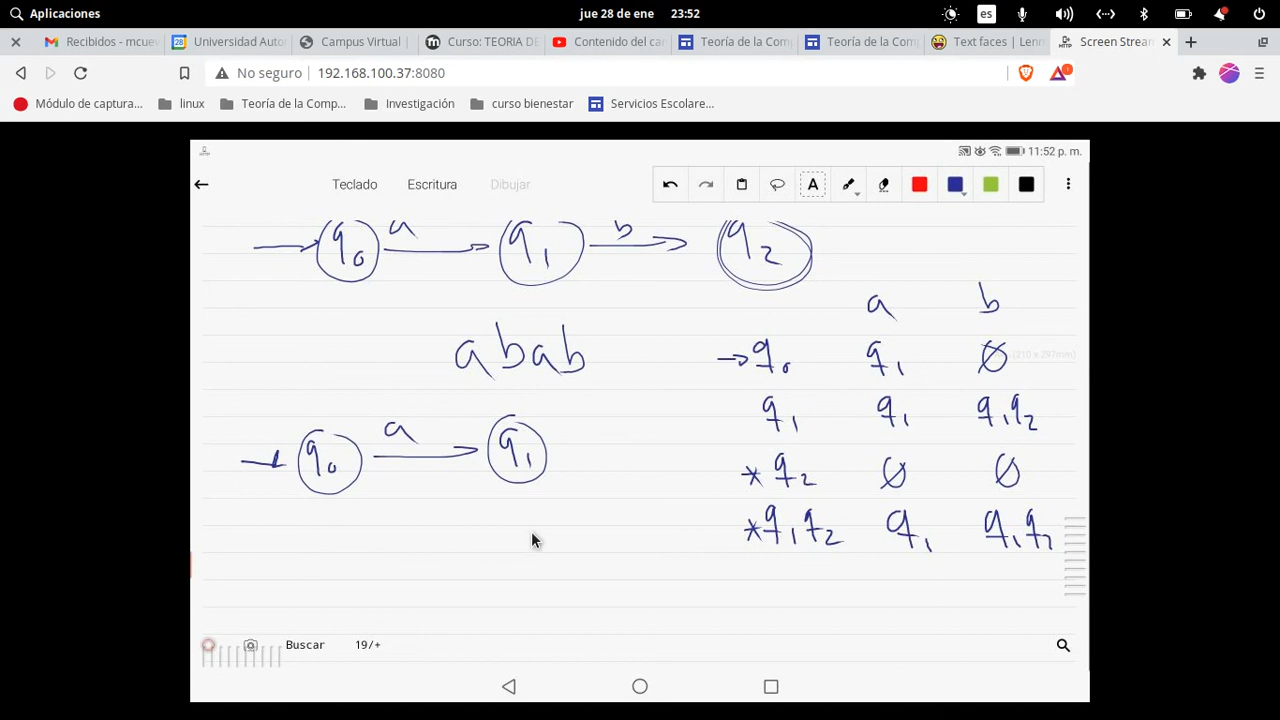 Aplicaciones jue 28 de ene 23:52 es
Recibidos - mcue Universidad Auto Campus Virtual Curso TEORIA DE Contenido del ca Teoría de la Com Teoría de la Com Text faces | Lenn Screen Stream
No seguro 192.168.100.37:8080
Módulo de captura... linux Teoría de la Comp... Investigación curso bienestar Servicios Escolare...
11:52 p. m.
Teclado Escritura Dibujar A
q0 a q1 b q2
a b
abab
→q0 q1 ∅
q1 q1 q1q2
q0 a q1
*q2 ∅ ∅
*q1q2 q1 q1q2
Buscar 19/+